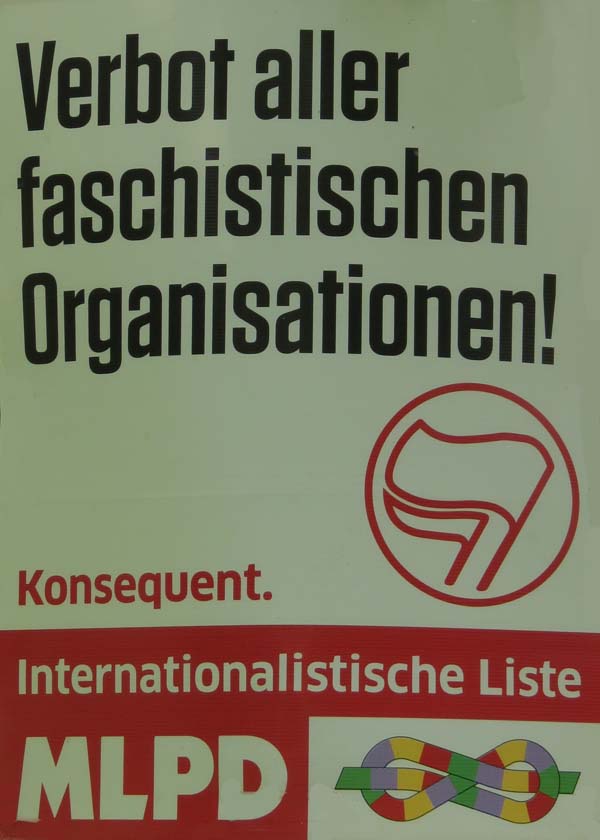 Verbot aller
faschistischen
Organisationen!
Konsequent.
Internationalistische Liste
MLPD